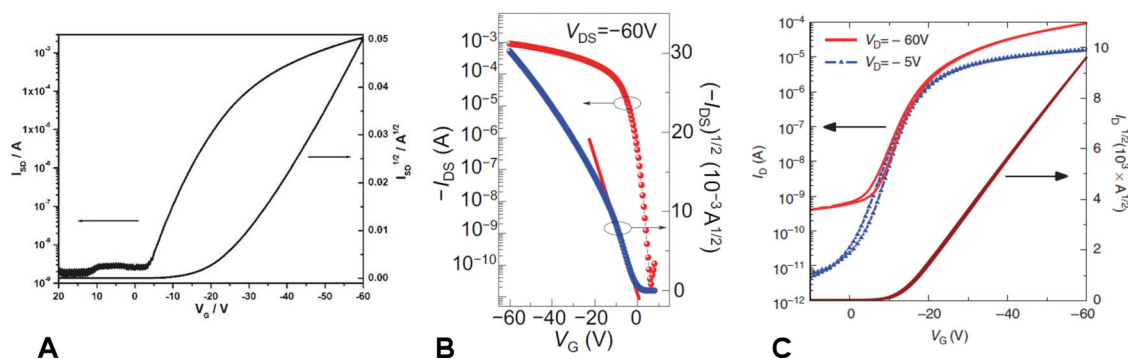 10⁻³
1x10⁻⁴
1x10⁻⁵
10⁻⁶
10⁻⁷
10⁻⁸
10⁻⁹
I_SD / A
20 10 0 -10 -20 -30 -40 -50 -60
V_G / V
0.05
0.04
0.03
0.02
0.01
0.00
I_SD^1/2 / A^1/2
A
V_DS=−60V
10⁻³
10⁻⁴
10⁻⁵
10⁻⁶
10⁻⁷
10⁻⁸
10⁻⁹
10⁻¹⁰
−I_DS (A)
−60 −40 −20 0
V_G (V)
30
20
10
0
(−I_DS)^1/2 (10⁻³ A^1/2)
B
V_D= − 60V
V_D= − 5V
10⁻⁴
10⁻⁵
10⁻⁶
10⁻⁷
10⁻⁸
10⁻⁹
10⁻¹⁰
10⁻¹¹
10⁻¹²
I_D (A)
0 −20 −40 −60
V_G (V)
10
8
6
4
2
0
I_D^1/2 (10⁻³ × A^1/2)
C